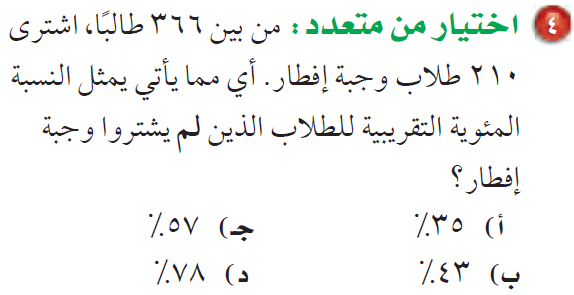 ٤ اختيار من متعدد: من بين ٣٦٦ طالبًا، اشترى
٢١٠ طلاب وجبة إفطار. أي مما يأتي يمثل النسبة
المئوية التقريبية للطلاب الذين لم يشتروا وجبة
إفطار؟
أ) ٣٥٪ جـ) ٥٧٪
ب) ٤٣٪ د) ٧٨٪